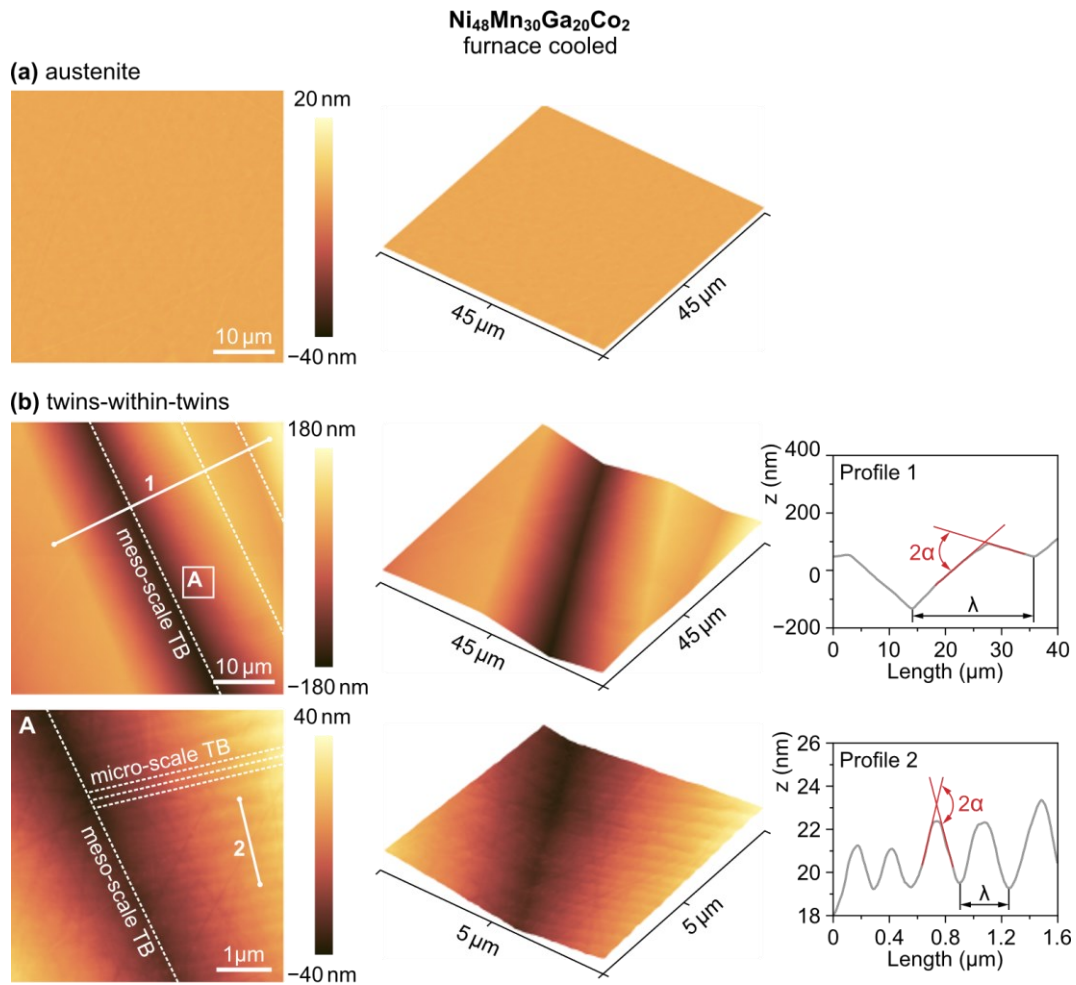 Ni₄₈Mn₃₀Ga₂₀Co₂
furnace cooled
(a) austenite
20 nm
10 µm
−40 nm
45 µm
45 µm
(b) twins-within-twins
1
meso-scale TB
A
10 µm
180 nm
−180 nm
45 µm
45 µm
z (nm)
400
200
0
−200
Profile 1
2α
λ
0 10 20 30 40
Length (µm)
A
micro-scale TB
meso-scale TB
2
1µm
40 nm
−40 nm
5 µm
5 µm
z (nm)
26
24
22
20
18
Profile 2
2α
λ
0 0.4 0.8 1.2 1.6
Length (µm)